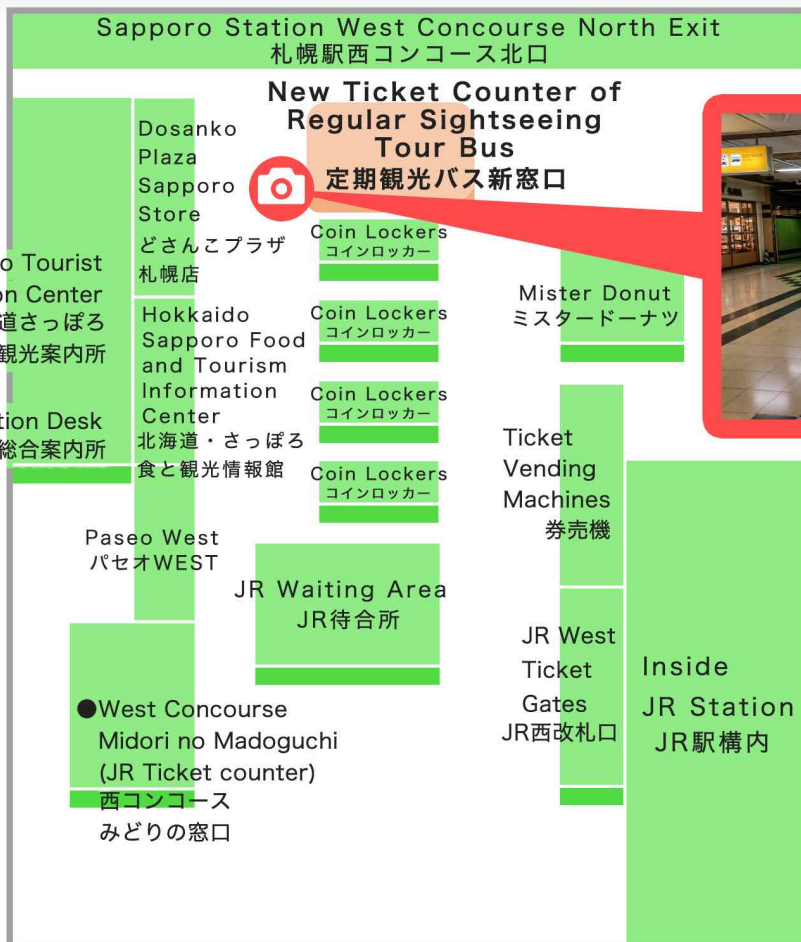 Sapporo Station West Concourse North Exit
札幌駅西コンコース北口
New Ticket Counter of
Regular Sightseeing
Tour Bus
定期観光バス新窓口
Dosanko
Plaza
Sapporo
Store
どさんこプラザ
札幌店
o Tourist
on Center
道さっぽろ
観光案内所
tion Desk
総合案内所
Hokkaido
Sapporo Food
and Tourism
Information
Center
北海道・さっぽろ
食と観光情報館
Coin Lockers
コインロッカー
Coin Lockers
コインロッカー
Coin Lockers
コインロッカー
Coin Lockers
コインロッカー
Mister Donut
ミスタードーナツ
Ticket
Vending
Machines
券売機
Paseo West
パセオWEST
JR Waiting Area
JR待合所
JR West
Ticket
Gates
JR西改札口
Inside
JR Station
JR駅構内
●West Concourse
Midori no Madoguchi
(JR Ticket counter)
西コンコース
みどりの窓口